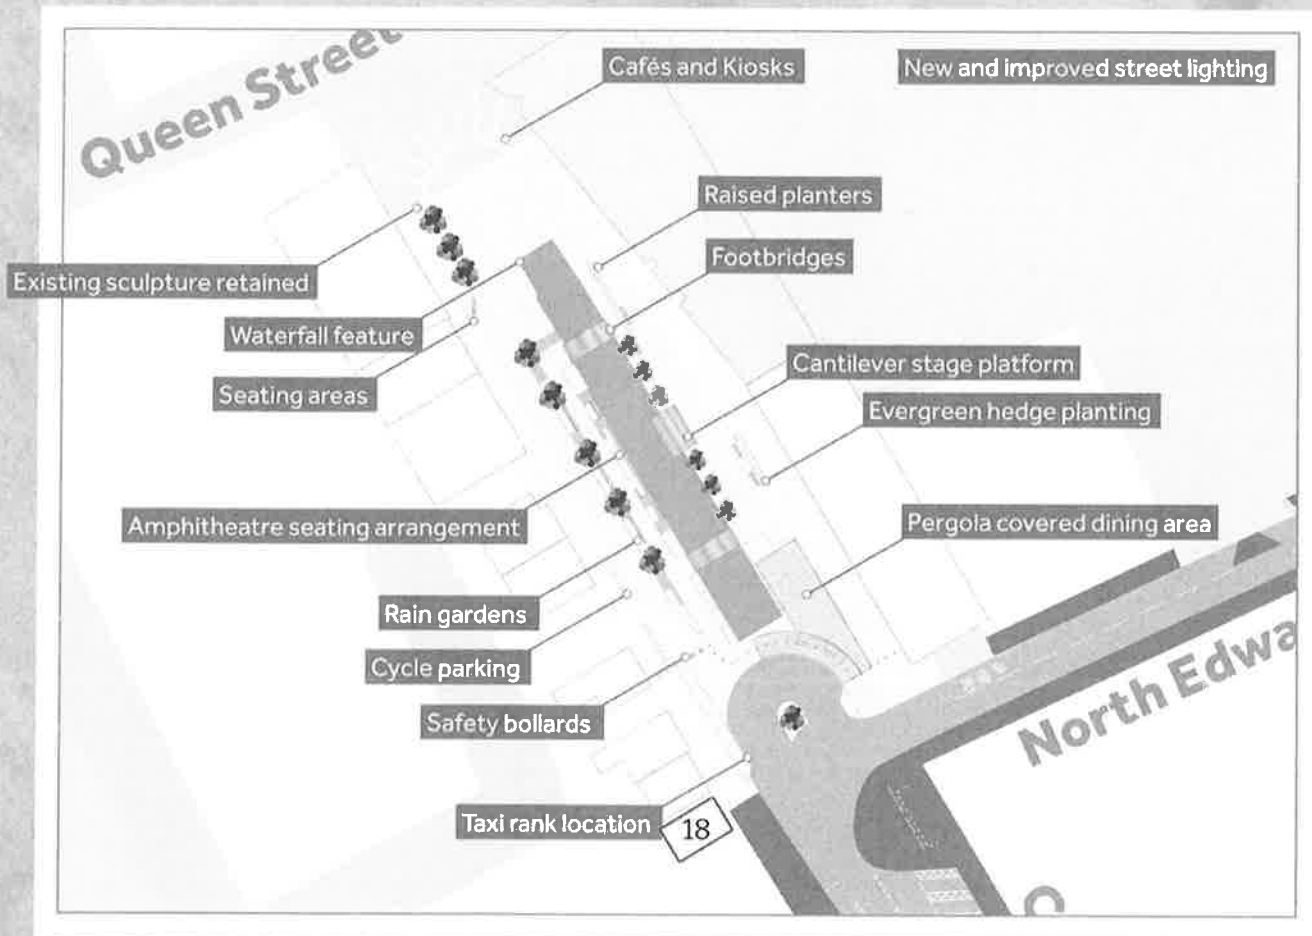 Queen Street
Cafés and Kiosks
New and improved street lighting
Raised planters
Footbridges
Existing sculpture retained
Waterfall feature
Seating areas
Cantilever stage platform
Evergreen hedge planting
Amphitheatre seating arrangement
Pergola covered dining area
Rain gardens
Cycle parking
Safety bollards
North Edwa
Taxi rank location
18